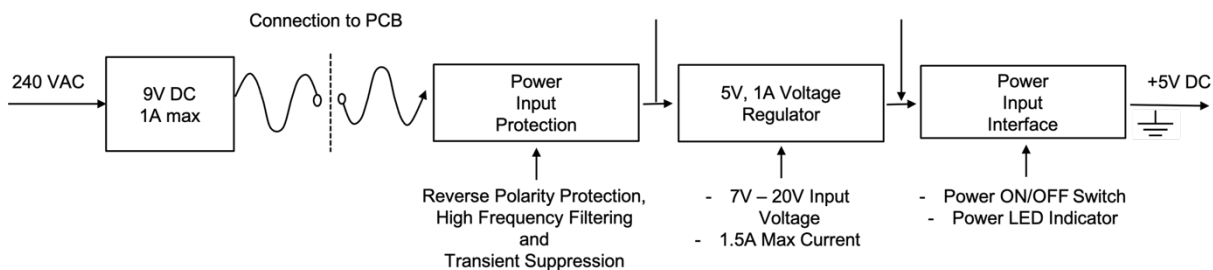 Connection to PCB
240 VAC
9V DC
1A max
Power
Input
Protection
5V, 1A Voltage
Regulator
Power
Input
Interface
+5V DC
Reverse Polarity Protection,
High Frequency Filtering
and
Transient Suppression
- 7V – 20V Input
Voltage
- 1.5A Max Current
- Power ON/OFF Switch
- Power LED Indicator